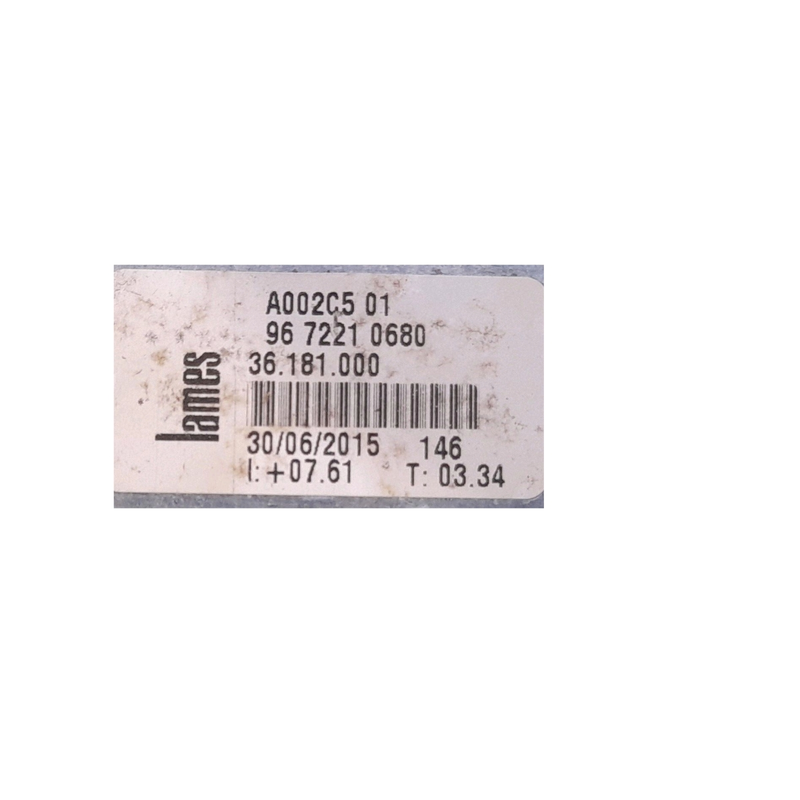 A002C5 01
96 7221 0680
36.181.000
lames
30/06/2015 146
I: +07.61 T: 03.34